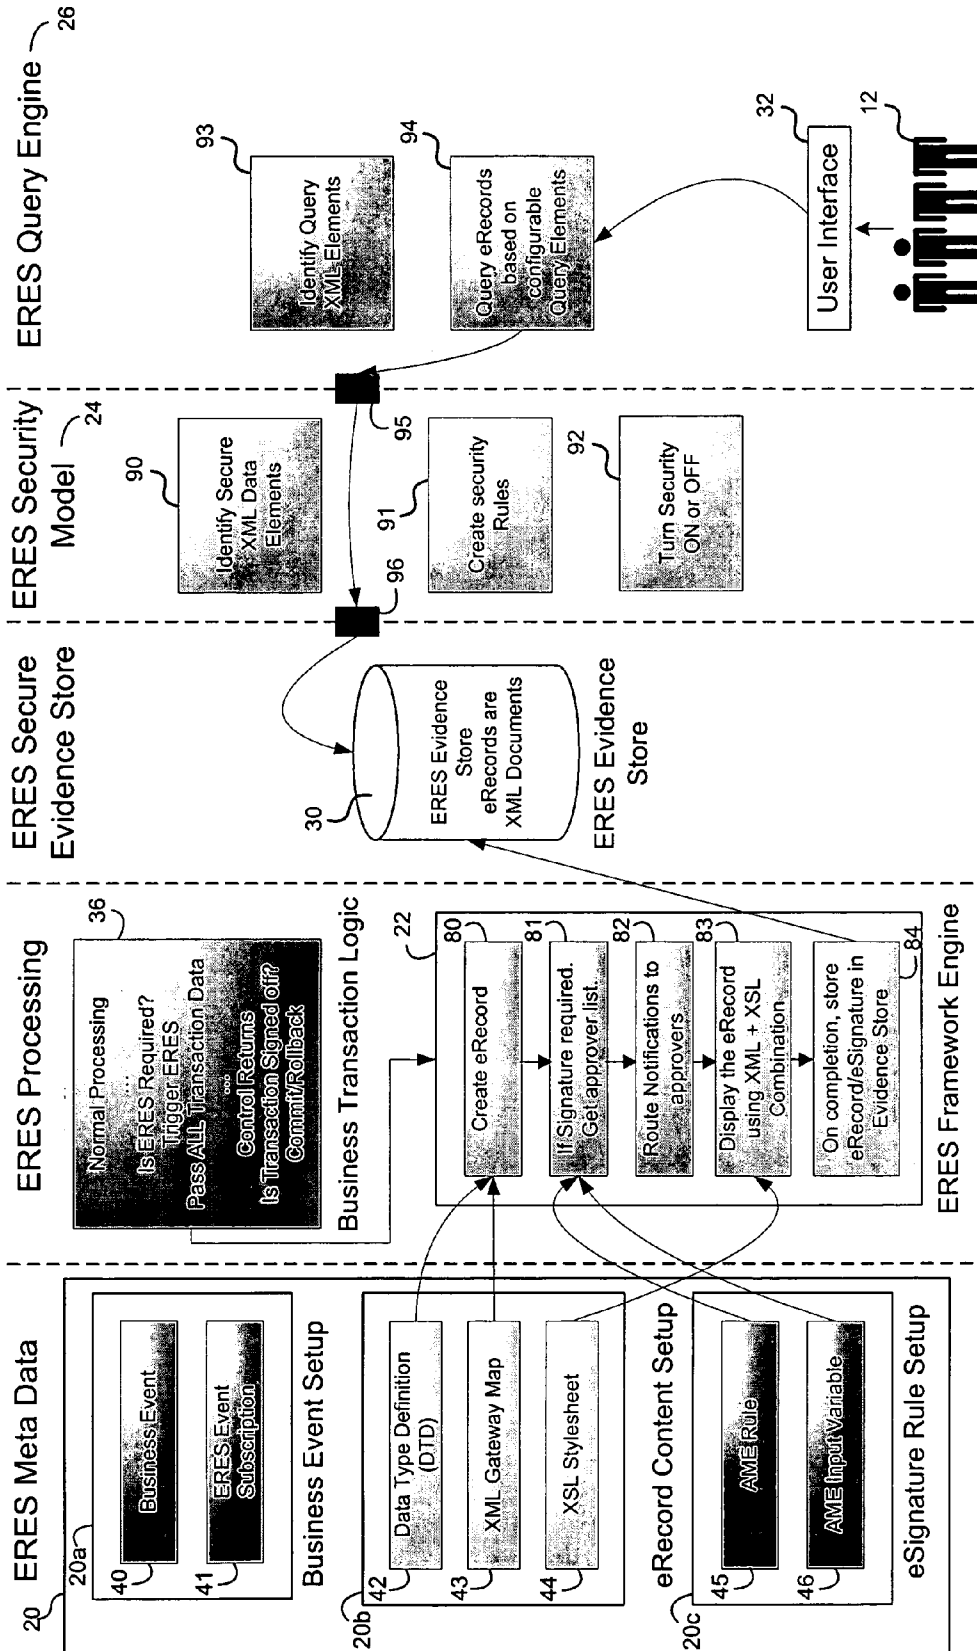 ERES Meta Data
20
20a
Business Event
40
ERES Event
Subscription
41
Business Event Setup
20b
Data Type Definition
(DTD)
42
XML Gateway Map
43
XSL Stylesheet
44
eRecord Content Setup
20c
AME Rule
45
AME Input Variable
46
eSignature Rule Setup
ERES Processing
36
Normal Processing
Is ERES Required?
Trigger ERES
Pass ALL Transaction Data
...
Control Returns
Is Transaction Signed off?
Commit/Rollback
Business Transaction Logic
22
80
Create eRecord
81
If Signature required.
Get approver list.
82
Route Notifications to
approvers
83
Display the eRecord
using XML + XSL
Combination
On completion, store
eRecord/eSignature in
Evidence Store
84
ERES Framework Engine
ERES Secure
Evidence Store
30
ERES Evidence
Store
eRecords are
XML Documents
ERES Evidence
Store
ERES Security
Model
24
90
Identify Secure
XML Data
Elements
96
95
91
Create security
Rules
92
Turn Security
ON or OFF
ERES Query Engine
26
93
Identify Query
XML Elements
94
Query eRecords
based on
configurable
Query Elements
32
User Interface
12